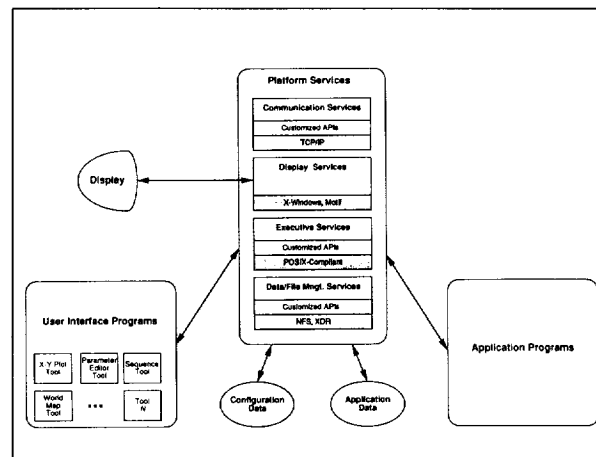 Platform Services
Communication Services
Customized APIs
TCP/IP
Display Services
X-Windows, Motif
Executive Services
Customized APIs
POSIX-Compliant
Data/File Mngt. Services
Customized APIs
NFS, XDR
Display
User Interface Programs
X-Y Plot
Tool
Parameter
Editor
Tool
Sequence
Tool
World
Map
Tool
...
Tool
N
Configuration
Data
Application
Data
Application Programs